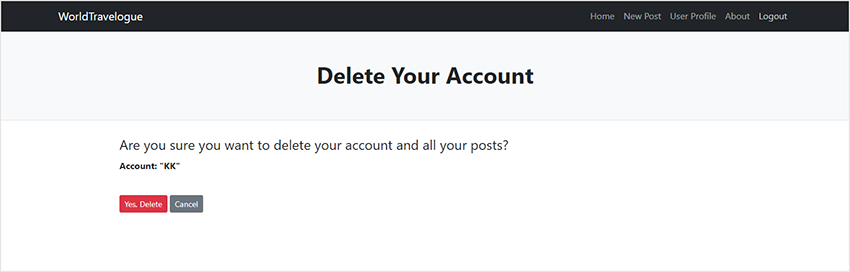 WorldTravelogue Home New Post User Profile About Logout
Delete Your Account
Are you sure you want to delete your account and all your posts?
Account: "KK"
Yes, Delete Cancel